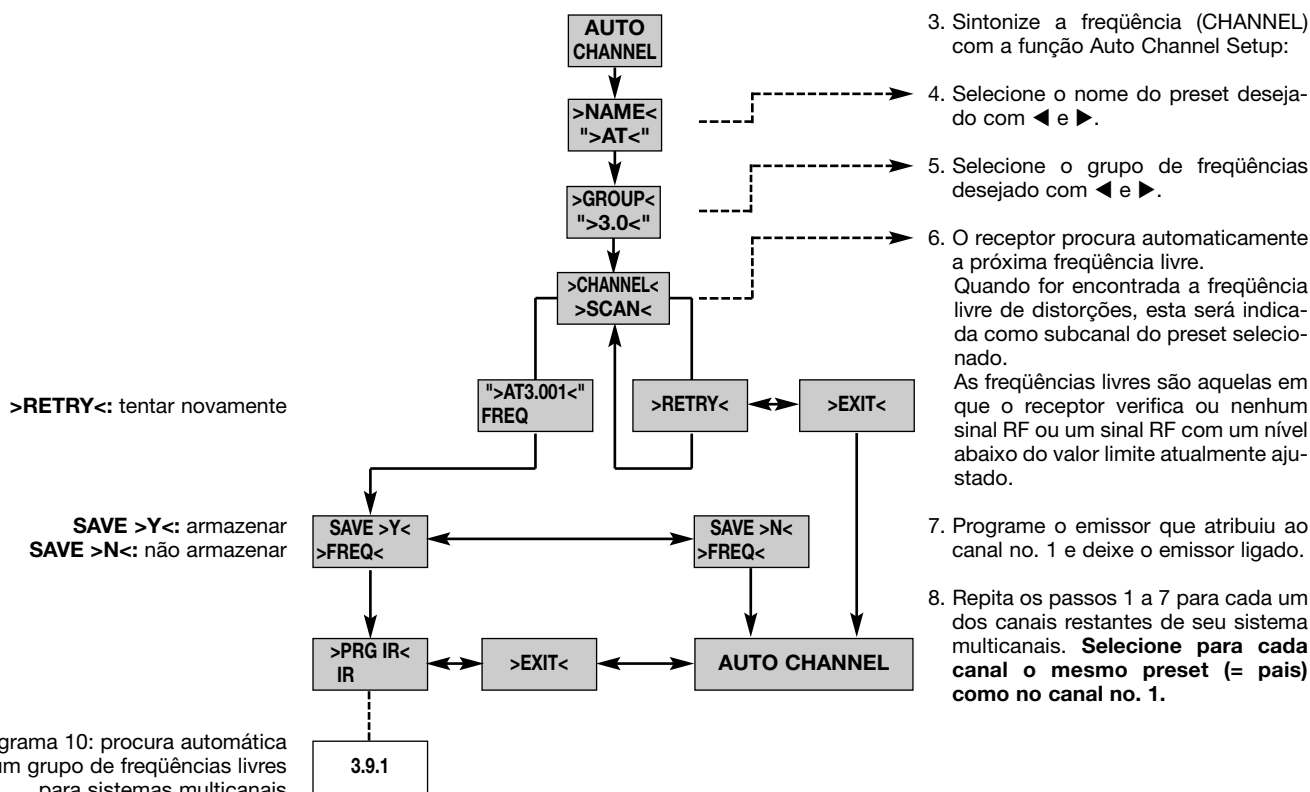 AUTO
CHANNEL
>NAME<
">AT<"
>GROUP<
">3.0<"
>CHANNEL<
>SCAN<
">AT3.001<"
FREQ
>RETRY<
>EXIT<
>RETRY<: tentar novamente
SAVE >Y<: armazenar
SAVE >N<: não armazenar
SAVE >Y<
>FREQ<
SAVE >N<
>FREQ<
>PRG IR<
IR
>EXIT<
AUTO CHANNEL
3.9.1
grama 10: procura automática
um grupo de freqüências livres
para sistemas multicanais
3. Sintonize a freqüência (CHANNEL)
com a função Auto Channel Setup:
4. Selecione o nome do preset deseja-
do com ◀ e ▶.
5. Selecione o grupo de freqüências
desejado com ◀ e ▶.
6. O receptor procura automaticamente
a próxima freqüência livre.
Quando for encontrada a freqüência
livre de distorções, esta será indica-
da como subcanal do preset selecio-
nado.
As freqüências livres são aquelas em
que o receptor verifica ou nenhum
sinal RF ou um sinal RF com um nível
abaixo do valor limite atualmente aju-
stado.
7. Programe o emissor que atribuiu ao
canal no. 1 e deixe o emissor ligado.
8. Repita os passos 1 a 7 para cada um
dos canais restantes de seu sistema
multicanais. Selecione para cada
canal o mesmo preset (= pais)
como no canal no. 1.